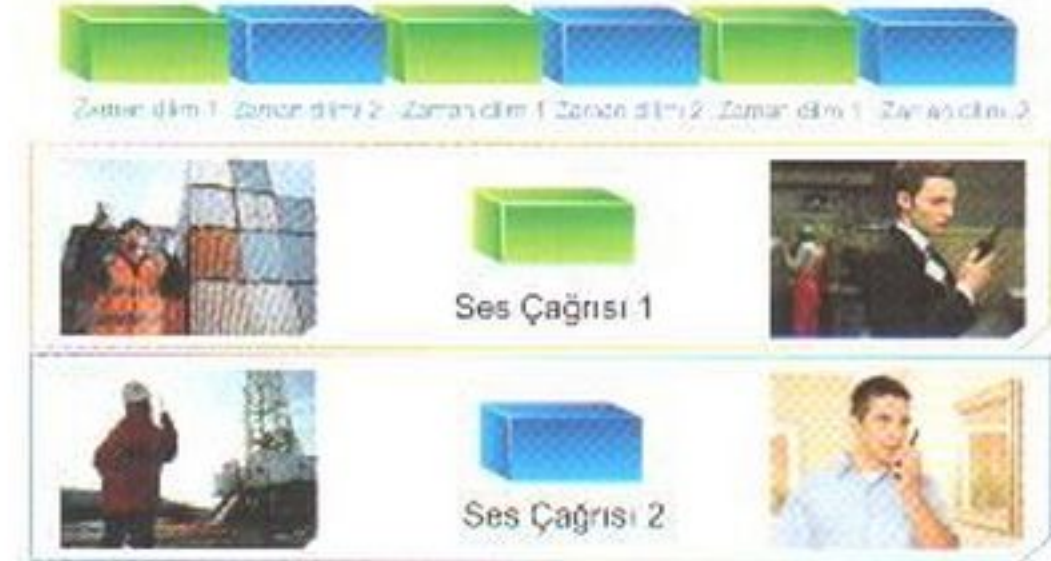 Zaman dilimi 1 Zaman dilimi 2 Zaman dilimi 1 Zaman dilimi 2 Zaman dilimi 1 Zaman dilimi 2
Ses Çağrısı 1
Ses Çağrısı 2